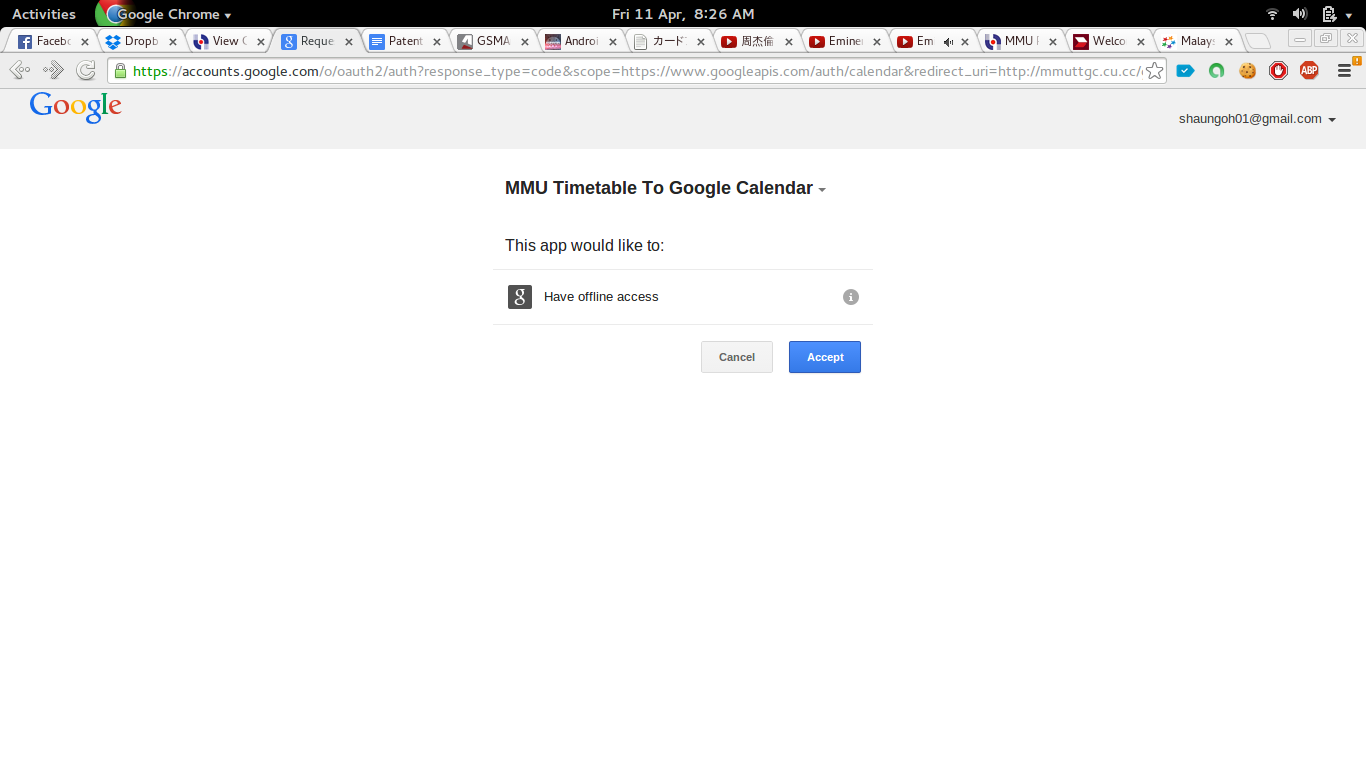 Activities Google Chrome Fri 11 Apr, 8:26 AM
Facebo Dropb View C Reque Patent GSMA Androi カード 周杰倫 Emine Em MMU Welco Malays
https://accounts.google.com/o/oauth2/auth?response_type=code&scope=https://www.googleapis.com/auth/calendar&redirect_uri=http://mmuttgc.cu.cc/
ABP
Google
shaungoh01@gmail.com
MMU Timetable To Google Calendar
This app would like to:
g Have offline access
Cancel Accept